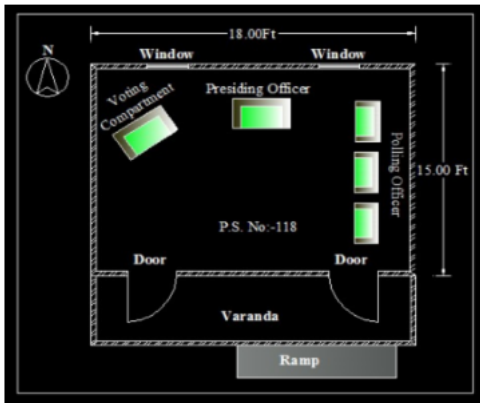 18.00Ft
N
Window
Window
Voting
Compartment
Presiding Officer
Polling Officer
15.00 Ft
P.S. No:-118
Door
Door
Varanda
Ramp